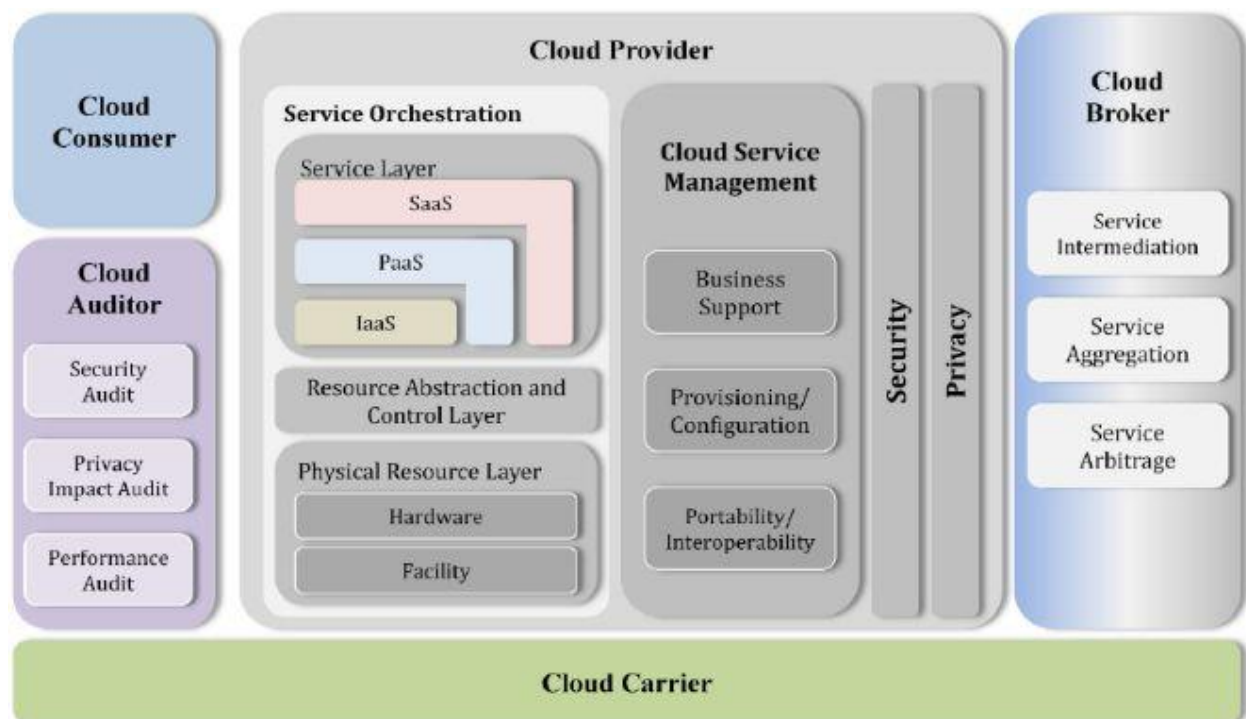 Cloud
Consumer
Cloud
Auditor
Security
Audit
Privacy
Impact Audit
Performance
Audit
Cloud Provider
Service Orchestration
Service Layer
SaaS
PaaS
IaaS
Resource Abstraction and
Control Layer
Physical Resource Layer
Hardware
Facility
Cloud Service
Management
Business
Support
Provisioning/
Configuration
Portability/
Interoperability
Security
Privacy
Cloud
Broker
Service
Intermediation
Service
Aggregation
Service
Arbitrage
Cloud Carrier